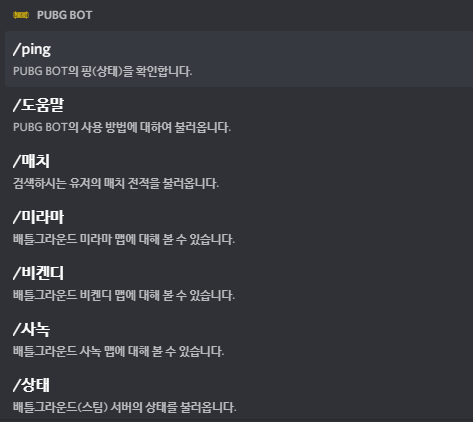 PUBG BOT
/ping
PUBG BOT의 핑(상태)을 확인합니다.
/도움말
PUBG BOT의 사용 방법에 대하여 불러옵니다.
/매치
검색하시는 유저의 매치 전적을 불러옵니다.
/미라마
배틀그라운드 미라마 맵에 대해 볼 수 있습니다.
/비켄디
배틀그라운드 비켄디 맵에 대해 볼 수 있습니다.
/사녹
배틀그라운드 사녹 맵에 대해 볼 수 있습니다.
/상태
배틀그라운드(스팀) 서버의 상태를 불러옵니다.